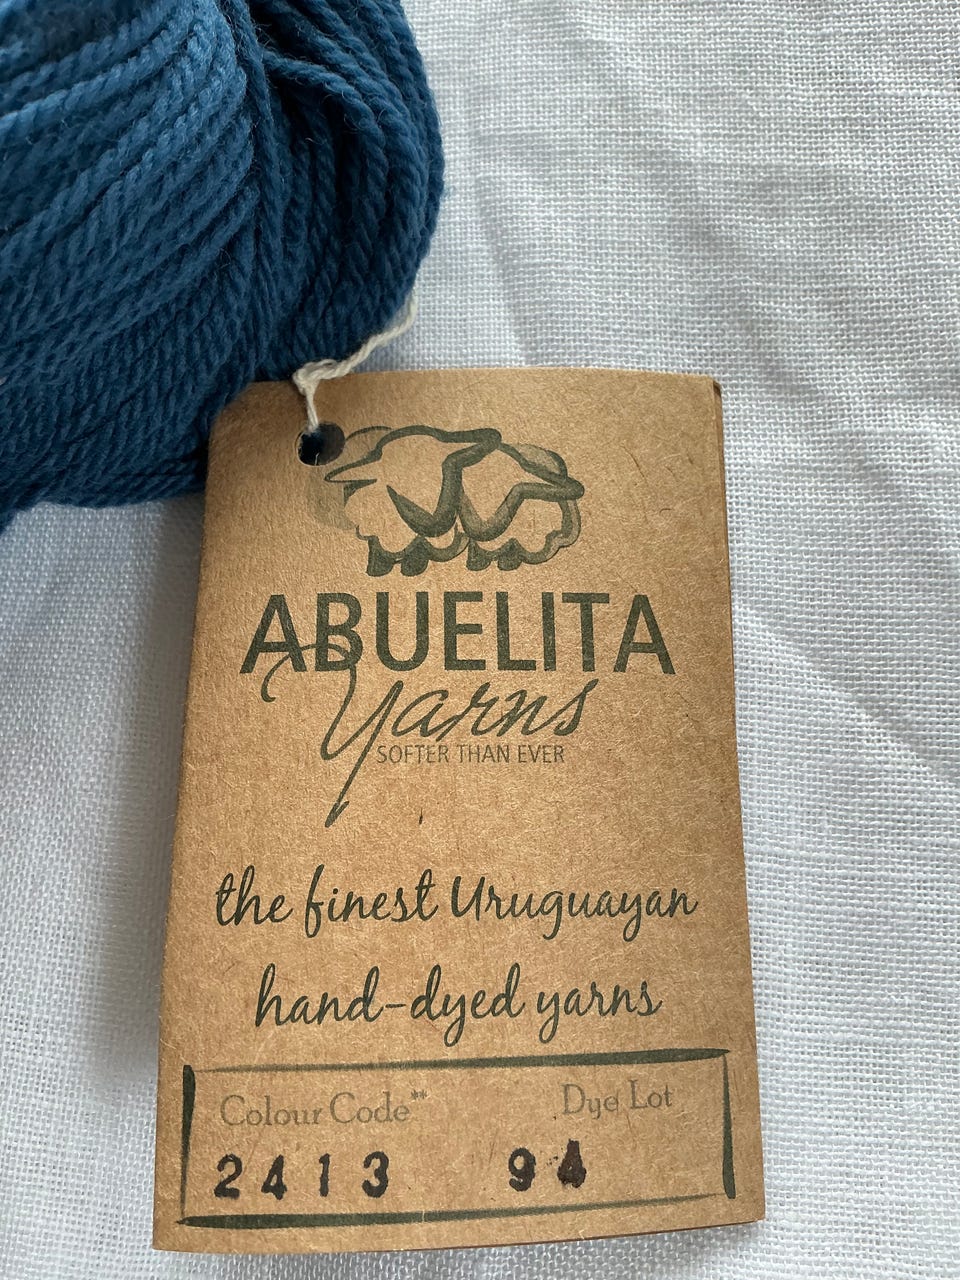 ABUELITA
Yarns
SOFTER THAN EVER
the finest Uruguayan
hand-dyed yarns
Colour Code** Dye Lot
2413 94